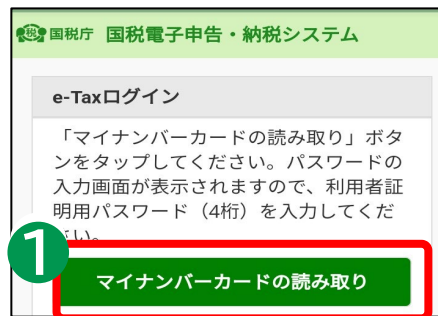 国税庁 国税電子申告・納税システム
e-Taxログイン
「マイナンバーカードの読み取り」ボタ
ンをタップしてください。パスワードの
入力画面が表示されますので、利用者証
明用パスワード（4桁）を入力してくだ
さい。
1
マイナンバーカードの読み取り